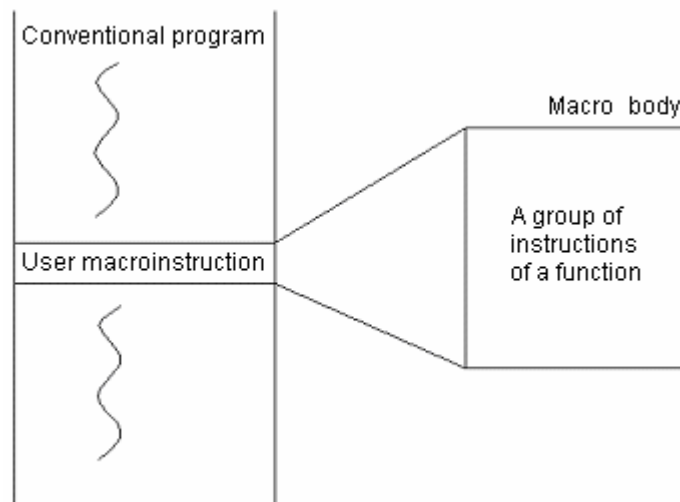 Conventional program
Macro body
User macroinstruction
A group of
instructions
of a function